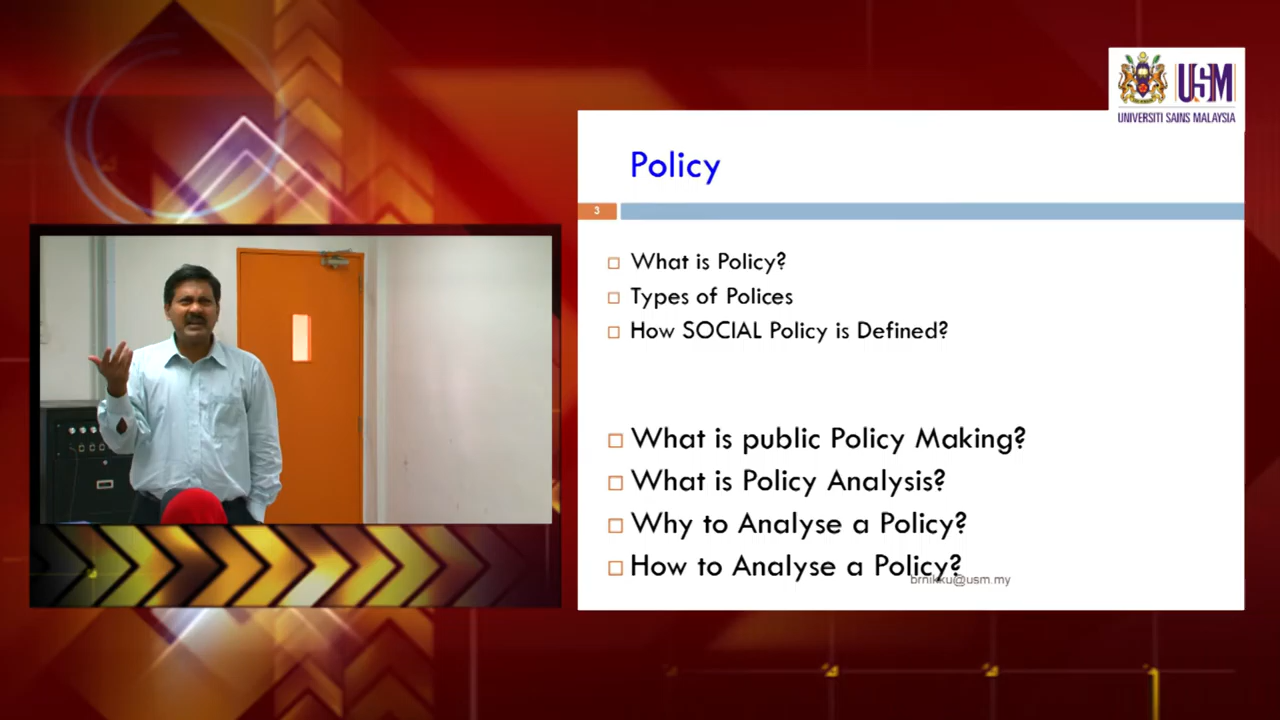 USM
UNIVERSITI SAINS MALAYSIA
Policy
3
What is Policy?
Types of Polices
How SOCIAL Policy is Defined?
What is public Policy Making?
What is Policy Analysis?
Why to Analyse a Policy?
How to Analyse a Policy?
brnikku@usm.my